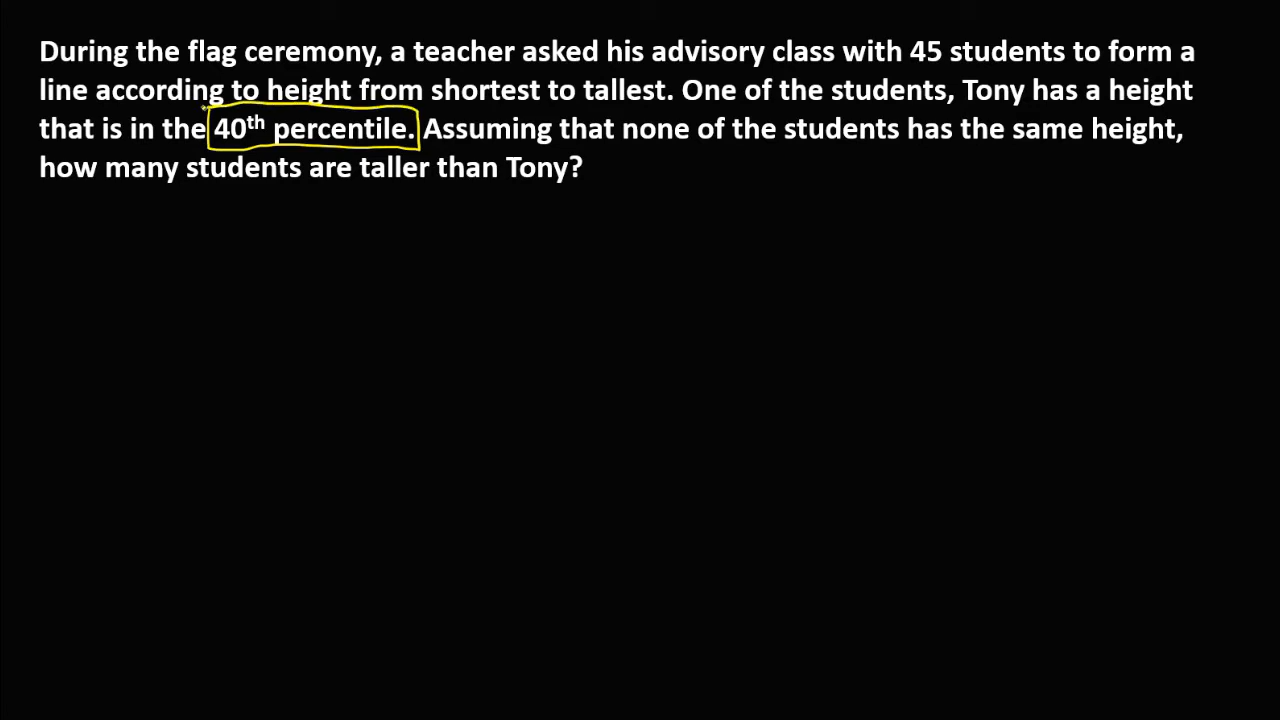 During the flag ceremony, a teacher asked his advisory class with 45 students to form a
line according to height from shortest to tallest. One of the students, Tony has a height
that is in the 40th percentile. Assuming that none of the students has the same height,
how many students are taller than Tony?